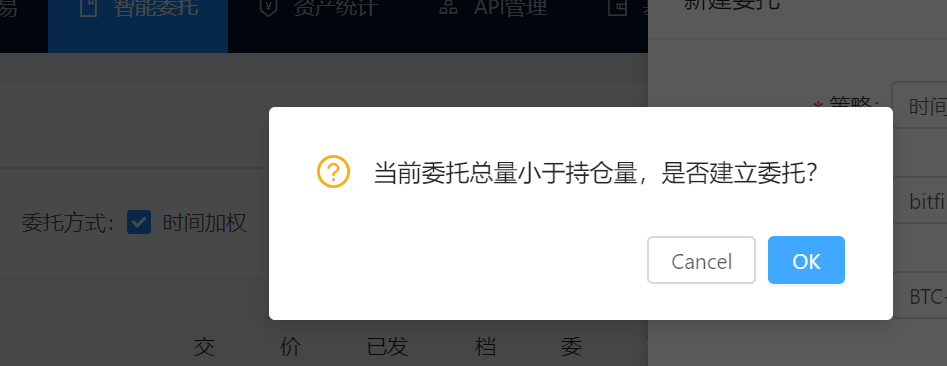 易 智能委托 资产统计 API管理
新建委托
* 策略: 时间
当前委托总量小于持仓量，是否建立委托?
bitfi
委托方式: 时间加权
Cancel OK
BTC-
交 价 已发 档 委